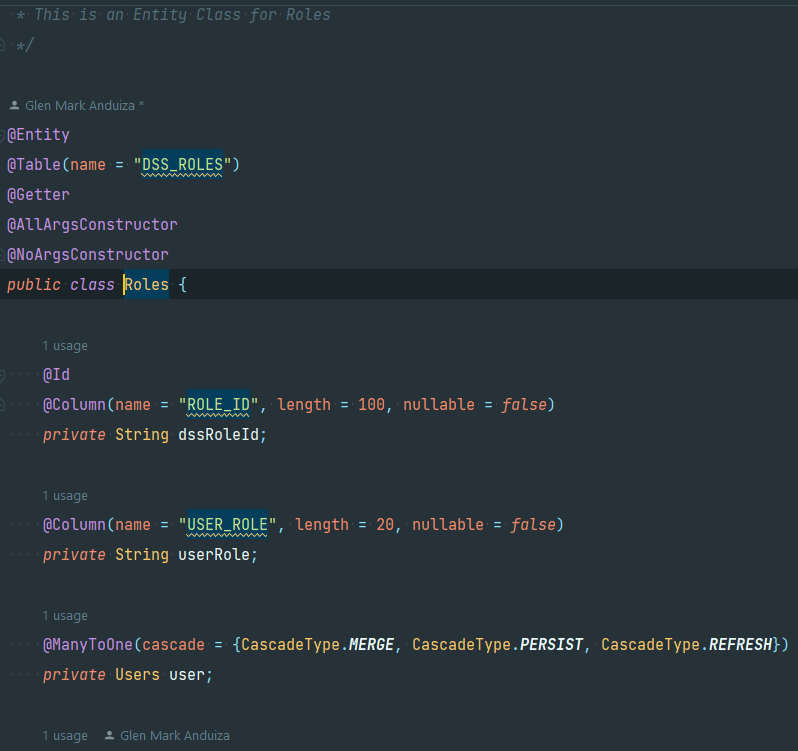 * This is an Entity Class for Roles
*/
Glen Mark Anduiza *
@Entity
@Table(name = "DSS_ROLES")
@Getter
@AllArgsConstructor
@NoArgsConstructor
public class Roles {
1 usage
@Id
@Column(name = "ROLE_ID", length = 100, nullable = false)
private String dssRoleId;
1 usage
@Column(name = "USER_ROLE", length = 20, nullable = false)
private String userRole;
1 usage
@ManyToOne(cascade = {CascadeType.MERGE, CascadeType.PERSIST, CascadeType.REFRESH})
private Users user;
1 usage Glen Mark Anduiza